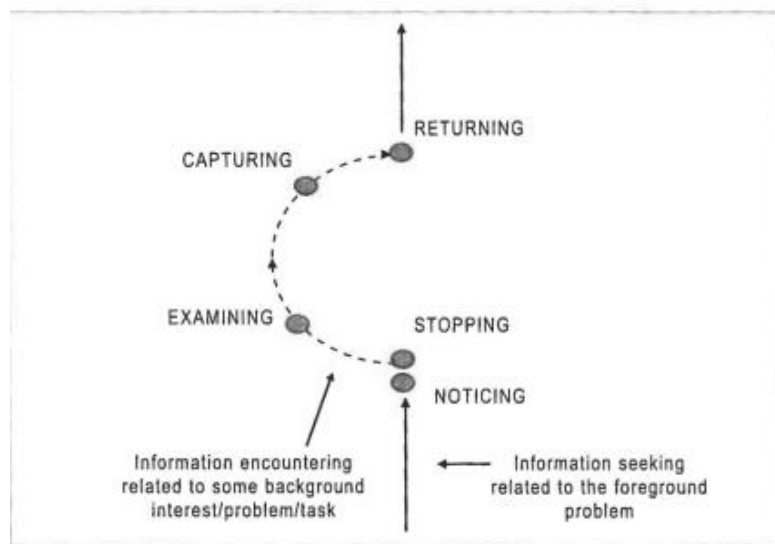 RETURNING
CAPTURING
EXAMINING
STOPPING
NOTICING
Information encountering
related to some background
interest/problem/task
Information seeking
related to the foreground
problem